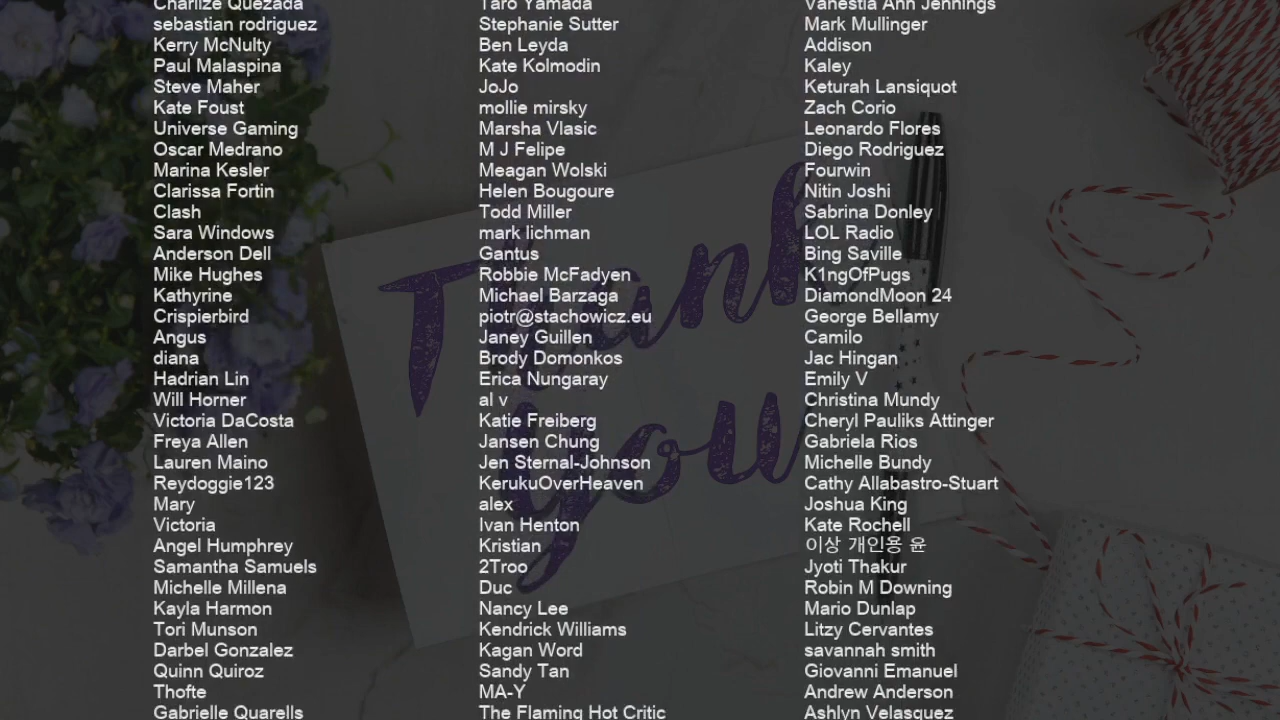 Charlize Quezada
sebastian rodriguez
Kerry McNulty
Paul Malaspina
Steve Maher
Kate Foust
Universe Gaming
Oscar Medrano
Marina Kesler
Clarissa Fortin
Clash
Sara Windows
Anderson Dell
Mike Hughes
Kathyrine
Crispierbird
Angus
diana
Hadrian Lin
Will Horner
Victoria DaCosta
Freya Allen
Lauren Maino
Reydoggie123
Mary
Victoria
Angel Humphrey
Samantha Samuels
Michelle Millena
Kayla Harmon
Tori Munson
Darbel Gonzalez
Quinn Quiroz
Thofte
Gabrielle Quarells
Taro Yamada
Stephanie Sutter
Ben Leyda
Kate Kolmodin
JoJo
mollie mirsky
Marsha Vlasic
M J Felipe
Meagan Wolski
Helen Bougoure
Todd Miller
mark lichman
Gantus
Robbie McFadyen
Michael Barzaga
piotr@stachowicz.eu
Janey Guillen
Brody Domonkos
Erica Nungaray
al v
Katie Freiberg
Jansen Chung
Jen Sternal-Johnson
KerukuOverHeaven
alex
Ivan Henton
Kristian
2Troo
Duc
Nancy Lee
Kendrick Williams
Kagan Word
Sandy Tan
MA-Y
The Flaming Hot Critic
Vanestia Ann Jennings
Mark Mullinger
Addison
Kaley
Keturah Lansiquot
Zach Corio
Leonardo Flores
Diego Rodriguez
Fourwin
Nitin Joshi
Sabrina Donley
LOL Radio
Bing Saville
K1ngOfPugs
DiamondMoon 24
George Bellamy
Camilo
Jac Hingan
Emily V
Christina Mundy
Cheryl Pauliks Attinger
Gabriela Rios
Michelle Bundy
Cathy Allabastro-Stuart
Joshua King
Kate Rochell
이상 개인용 윤
Jyoti Thakur
Robin M Downing
Mario Dunlap
Litzy Cervantes
savannah smith
Giovanni Emanuel
Andrew Anderson
Ashlyn Velasquez
Thank
you